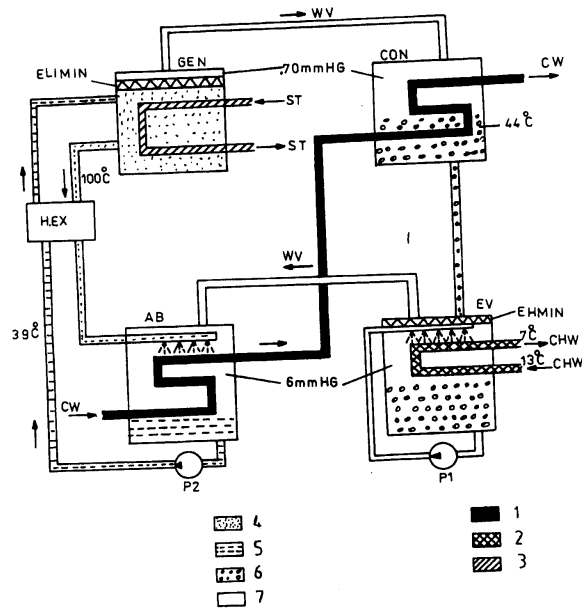 WV
CON
GEN
ELIMIN
.70mmHG
CW
ST
44°C
ST
100°C
H.EX
WV
39°C
AB
EV
EHMIN
7°C
CHW
13°C
CHW
6mmHG
CW
P2
P1
4
1
5
2
6
3
7